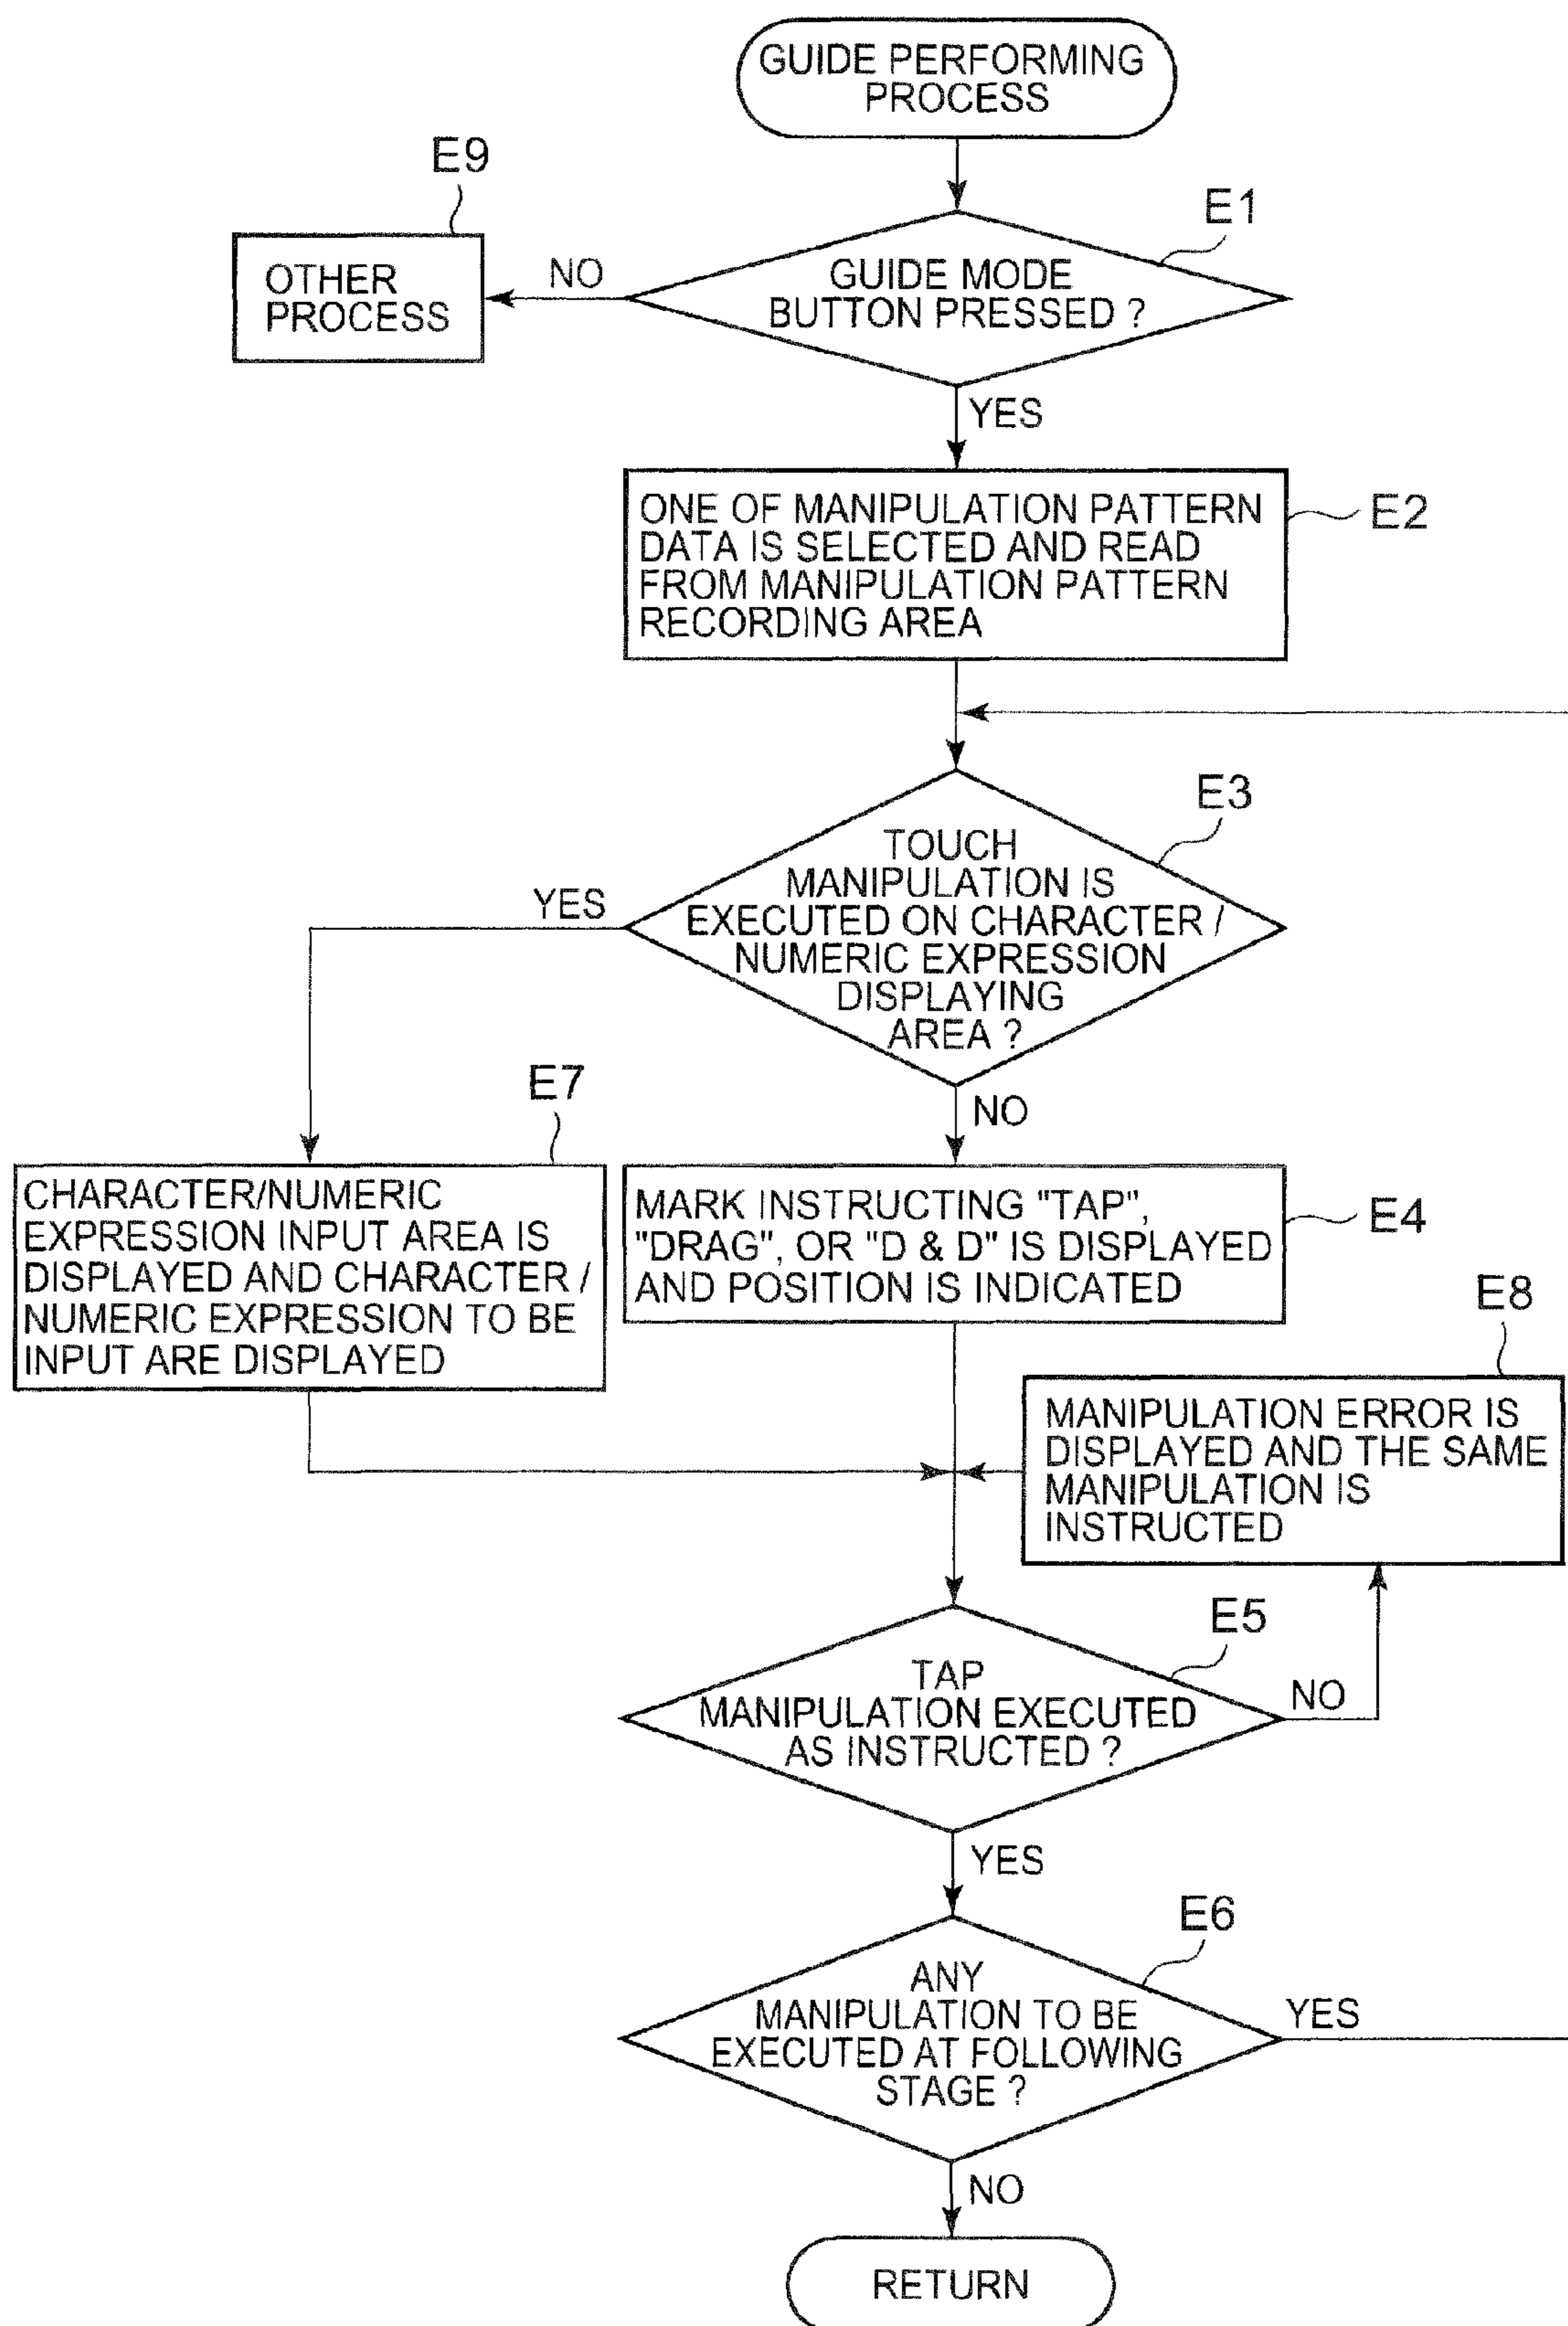 GUIDE PERFORMING
PROCESS
E9
E1
OTHER
PROCESS
NO
GUIDE MODE
BUTTON PRESSED ?
YES
ONE OF MANIPULATION PATTERN
DATA IS SELECTED AND READ
FROM MANIPULATION PATTERN
RECORDING AREA
E2
E3
TOUCH
MANIPULATION IS
EXECUTED ON CHARACTER /
NUMERIC EXPRESSION
DISPLAYING
AREA ?
YES
NO
E7
CHARACTER/NUMERIC
EXPRESSION INPUT AREA IS
DISPLAYED AND CHARACTER /
NUMERIC EXPRESSION TO BE
INPUT ARE DISPLAYED
MARK INSTRUCTING "TAP",
"DRAG", OR "D & D" IS DISPLAYED
AND POSITION IS INDICATED
E4
E8
MANIPULATION ERROR IS
DISPLAYED AND THE SAME
MANIPULATION IS
INSTRUCTED
E5
TAP
MANIPULATION EXECUTED
AS INSTRUCTED ?
NO
YES
E6
ANY
MANIPULATION TO BE
EXECUTED AT FOLLOWING
STAGE ?
YES
NO
RETURN